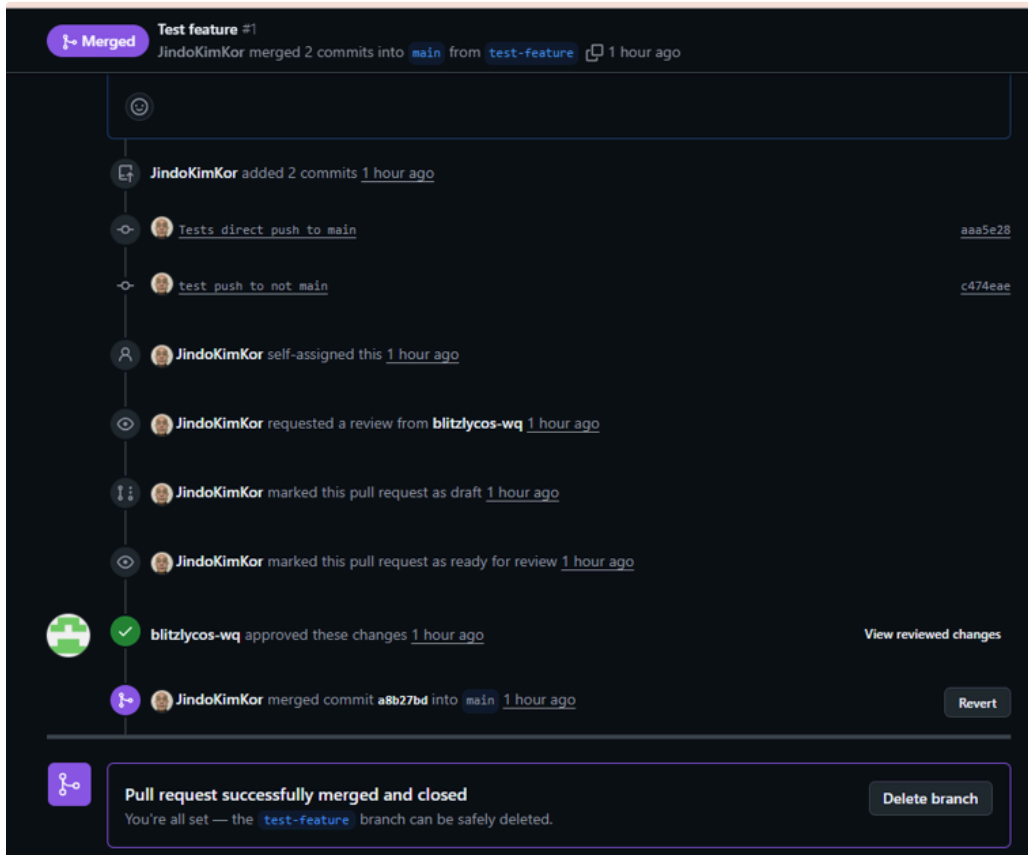 Merged
Test feature #1
JindoKimKor merged 2 commits into main from test-feature 1 hour ago
JindoKimKor added 2 commits 1 hour ago
Tests direct push to main aaa5e28
test push to not main c474eae
JindoKimKor self-assigned this 1 hour ago
JindoKimKor requested a review from blitzlycos-wq 1 hour ago
JindoKimKor marked this pull request as draft 1 hour ago
JindoKimKor marked this pull request as ready for review 1 hour ago
blitzlycos-wq approved these changes 1 hour ago View reviewed changes
JindoKimKor merged commit a8b27bd into main 1 hour ago Revert
Pull request successfully merged and closed
You're all set — the test-feature branch can be safely deleted.
Delete branch